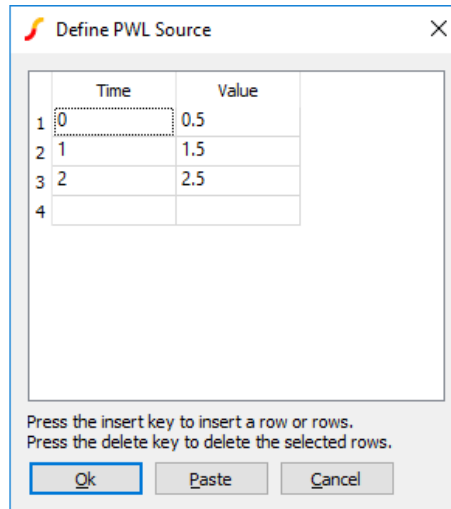 Define PWL Source
Time Value
1 0 0.5
2 1 1.5
3 2 2.5
4
Press the insert key to insert a row or rows.
Press the delete key to delete the selected rows.
Ok Paste Cancel